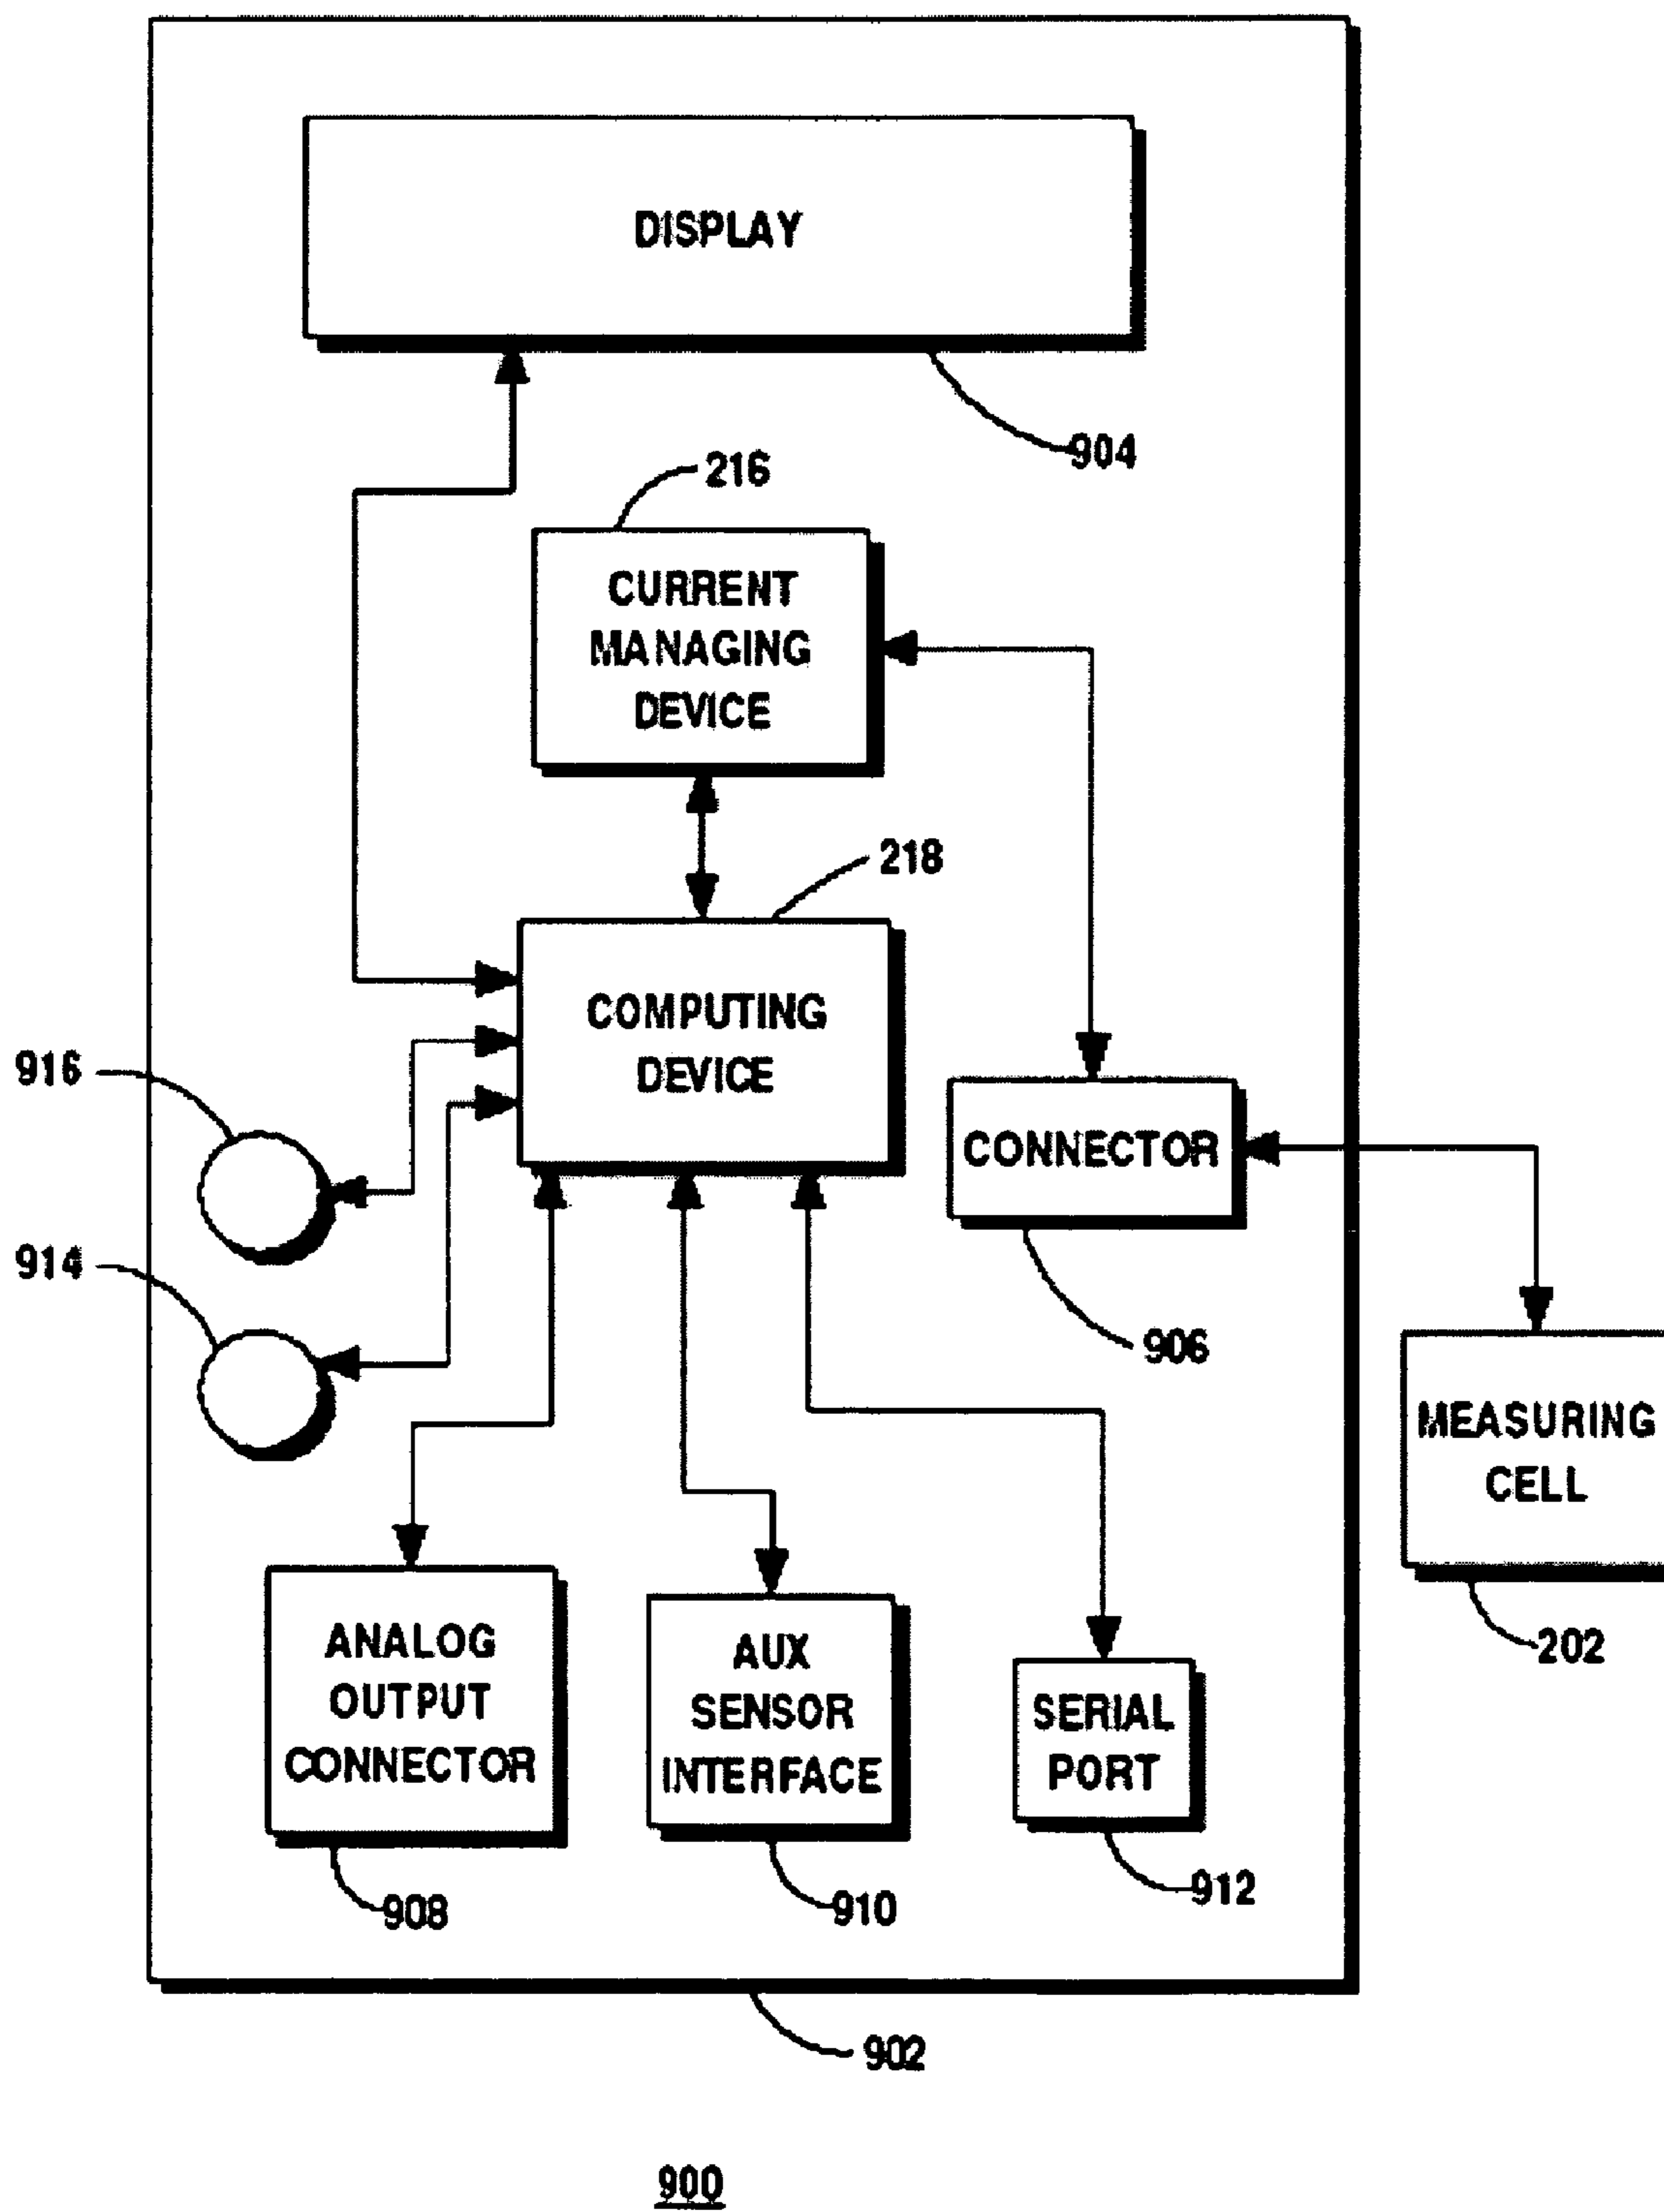 DISPLAY
904
216
CURRENT
MANAGING
DEVICE
218
COMPUTING
DEVICE
916
CONNECTOR
914
906
MEASURING
CELL
202
ANALOG
OUTPUT
CONNECTOR
908
AUX
SENSOR
INTERFACE
910
SERIAL
PORT
912
902
900